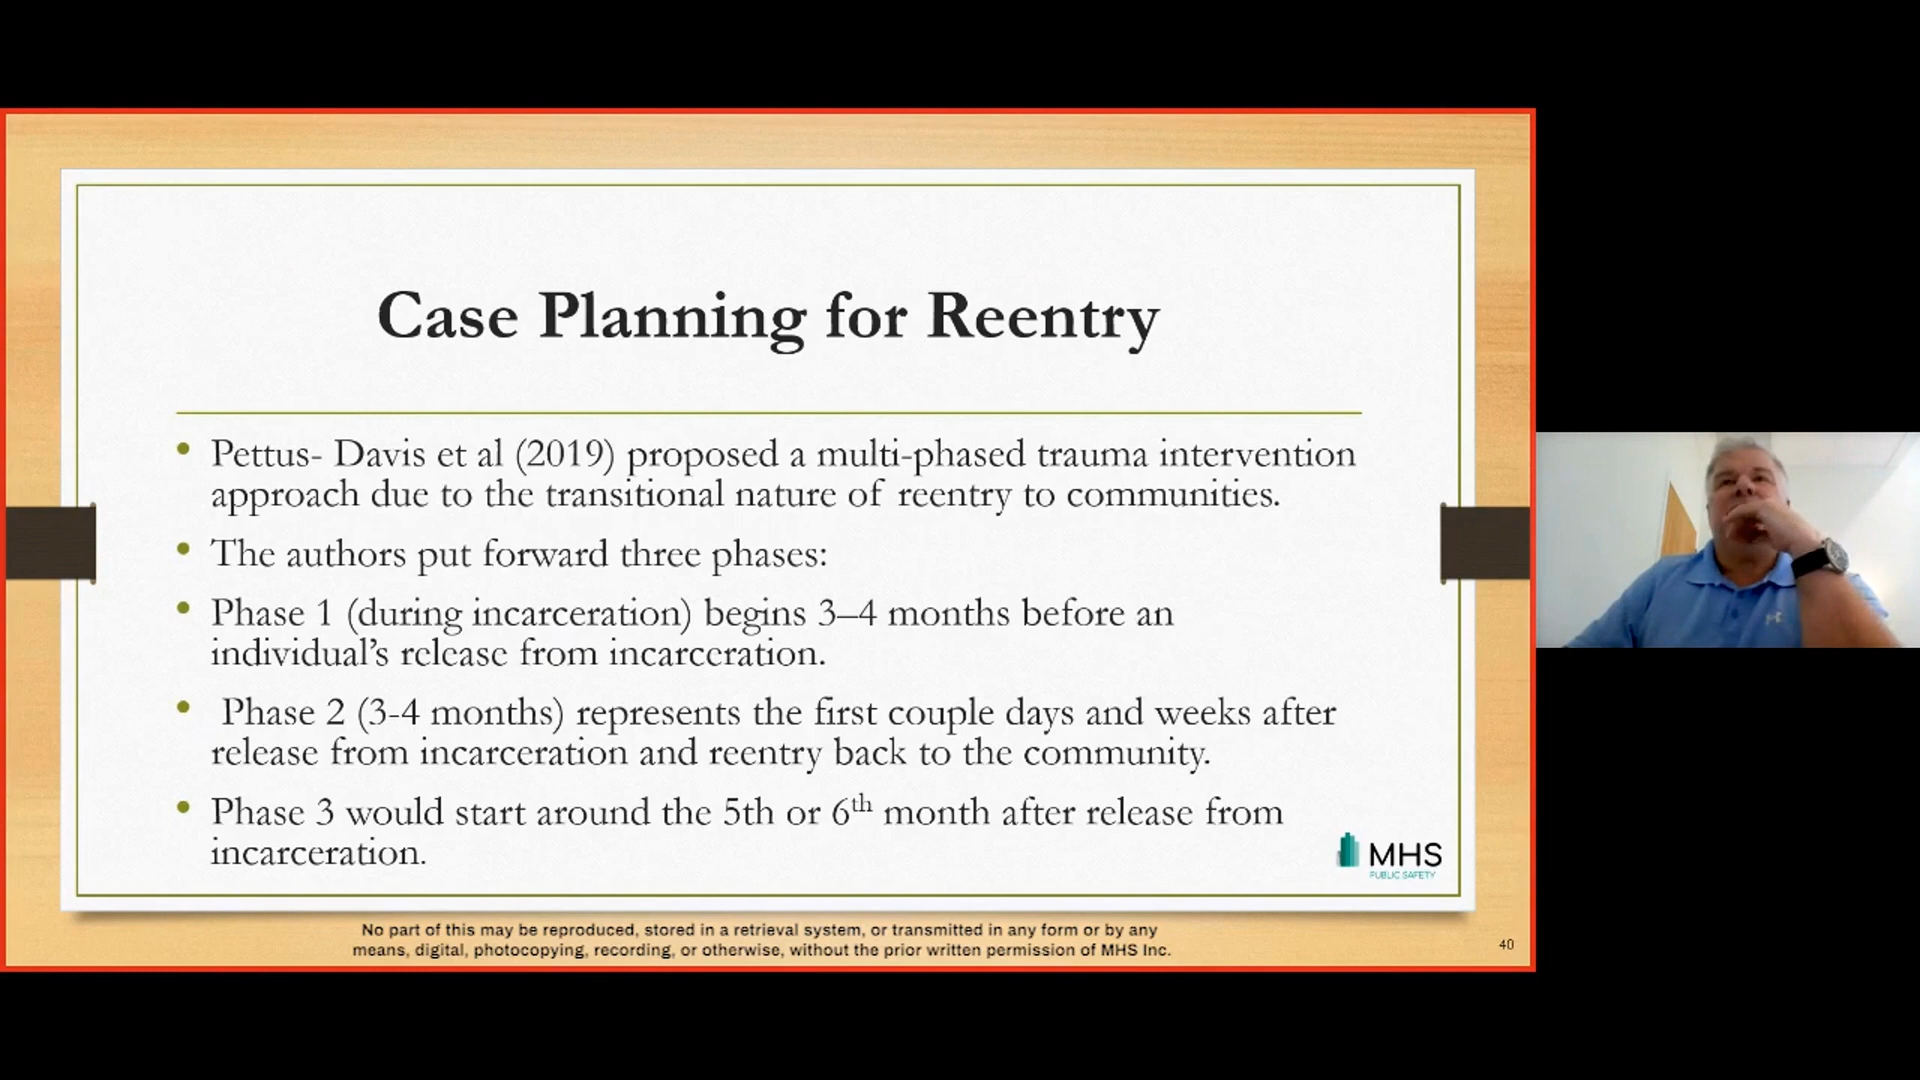 Case Planning for Reentry
• Pettus- Davis et al (2019) proposed a multi-phased trauma intervention
approach due to the transitional nature of reentry to communities.
• The authors put forward three phases:
• Phase 1 (during incarceration) begins 3–4 months before an
individual’s release from incarceration.
• Phase 2 (3-4 months) represents the first couple days and weeks after
release from incarceration and reentry back to the community.
• Phase 3 would start around the 5th or 6th month after release from
incarceration.
MHS
PUBLIC SAFETY
No part of this may be reproduced, stored in a retrieval system, or transmitted in any form or by any
means, digital, photocopying, recording, or otherwise, without the prior written permission of MHS Inc.
40